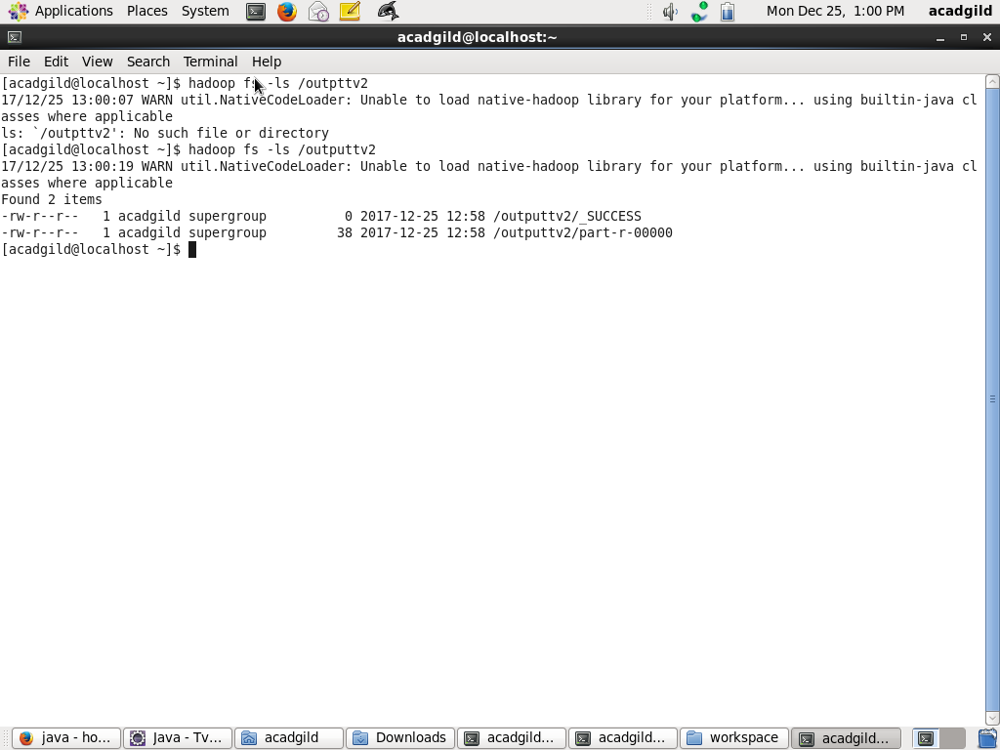 Applications Places System Mon Dec 25, 1:00 PM acadgild
acadgild@localhost:~
File Edit View Search Terminal Help
[acadgild@localhost ~]$ hadoop fs -ls /outpttv2
17/12/25 13:00:07 WARN util.NativeCodeLoader: Unable to load native-hadoop library for your platform... using builtin-java cl
asses where applicable
ls: `/outpttv2': No such file or directory
[acadgild@localhost ~]$ hadoop fs -ls /outputtv2
17/12/25 13:00:19 WARN util.NativeCodeLoader: Unable to load native-hadoop library for your platform... using builtin-java cl
asses where applicable
Found 2 items
-rw-r--r--   1 acadgild supergroup          0 2017-12-25 12:58 /outputtv2/_SUCCESS
-rw-r--r--   1 acadgild supergroup         38 2017-12-25 12:58 /outputtv2/part-r-00000
[acadgild@localhost ~]$
java - ho... Java - Tv... acadgild Downloads acadgild... acadgild... workspace acadgild...